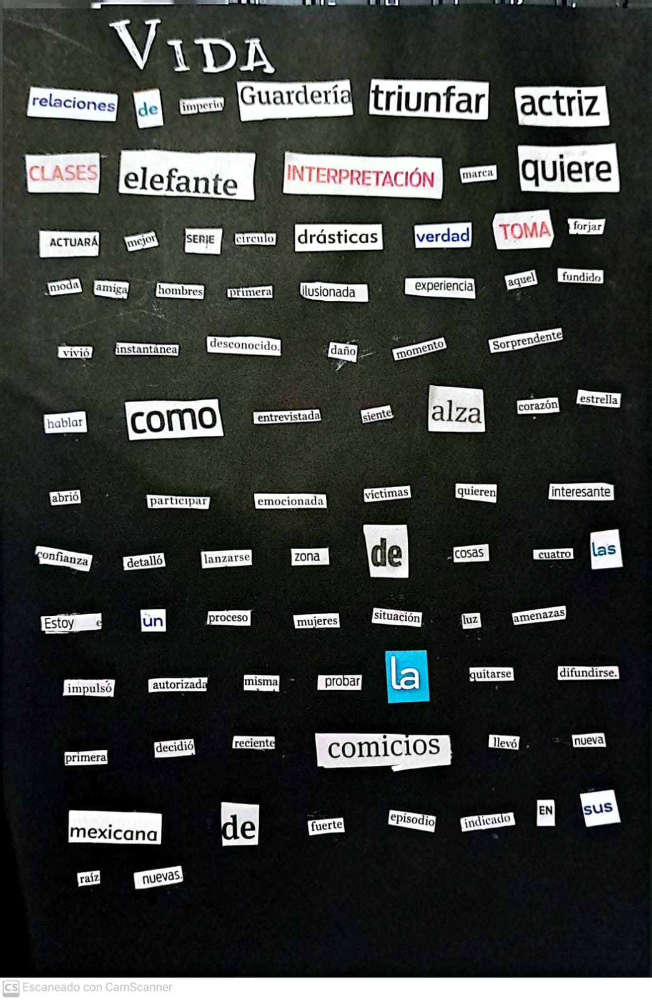 VIDA
relaciones de imperio Guardería triunfar actriz
CLASES elefante INTERPRETACIÓN marca quiere
ACTUARÁ mejor SERIE círculo drásticas verdad TOMA forjar
moda amiga hombres primera ilusionada experiencia aquel fundido
vivió instantánea desconocido. daño momento Sorprendente
hablar como entrevistada siente alza corazón estrella
abrió participar emocionada víctimas quieren interesante
confianza detalló lanzarse zona de cosas cuatro las
Estoy e un proceso mujeres situación luz amenazas
impulsó autorizada misma probar la quitarse difundirse.
primera decidió reciente comicios llevó nueva
mexicana de fuerte episodio indicado EN sus
raíz nuevas.
CS Escaneado con CamScanner